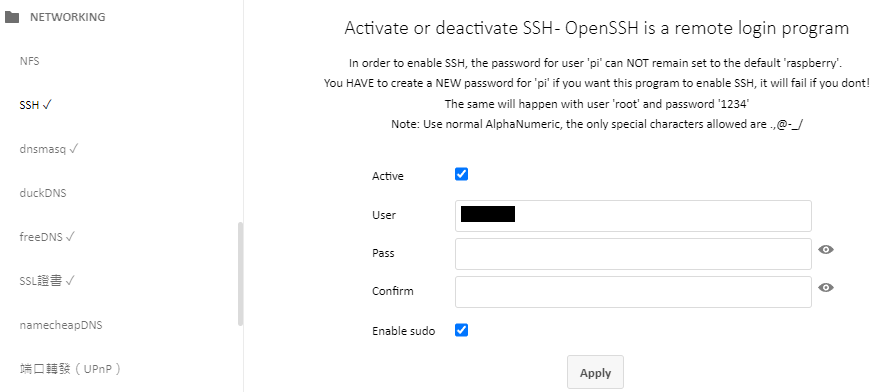 NETWORKING
NFS
SSH ✓
dnsmasq ✓
duckDNS
freeDNS ✓
SSL證書 ✓
namecheapDNS
端口轉發（UPnP）
Activate or deactivate SSH - OpenSSH is a remote login program
In order to enable SSH, the password for user 'pi' can NOT remain set to the default 'raspberry'.
You HAVE to create a NEW password for 'pi' if you want this program to enable SSH, it will fail if you dont!
The same will happen with user 'root' and password '1234'
Note: Use normal AlphaNumeric, the only special characters allowed are .,@-_/
Active
User
Pass
Confirm
Enable sudo
Apply